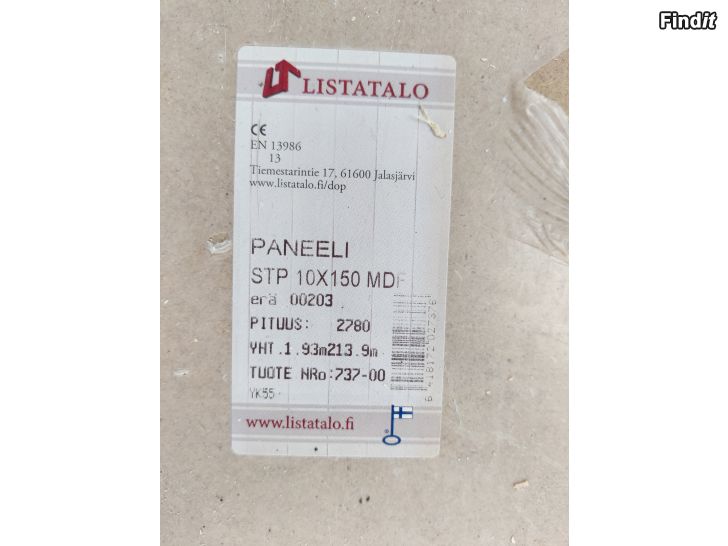 Findit
LISTATALO
CE
EN 13986
13
Tiemestarintie 17, 61600 Jalasjärvi
www.listatalo.fi/dop
PANEELI
STP 10X150 MDF
erä 00203
PITUUS: 2780
YHT.1.93m213.9m
TUOTE NRo:737-00
YK55
www.listatalo.fi